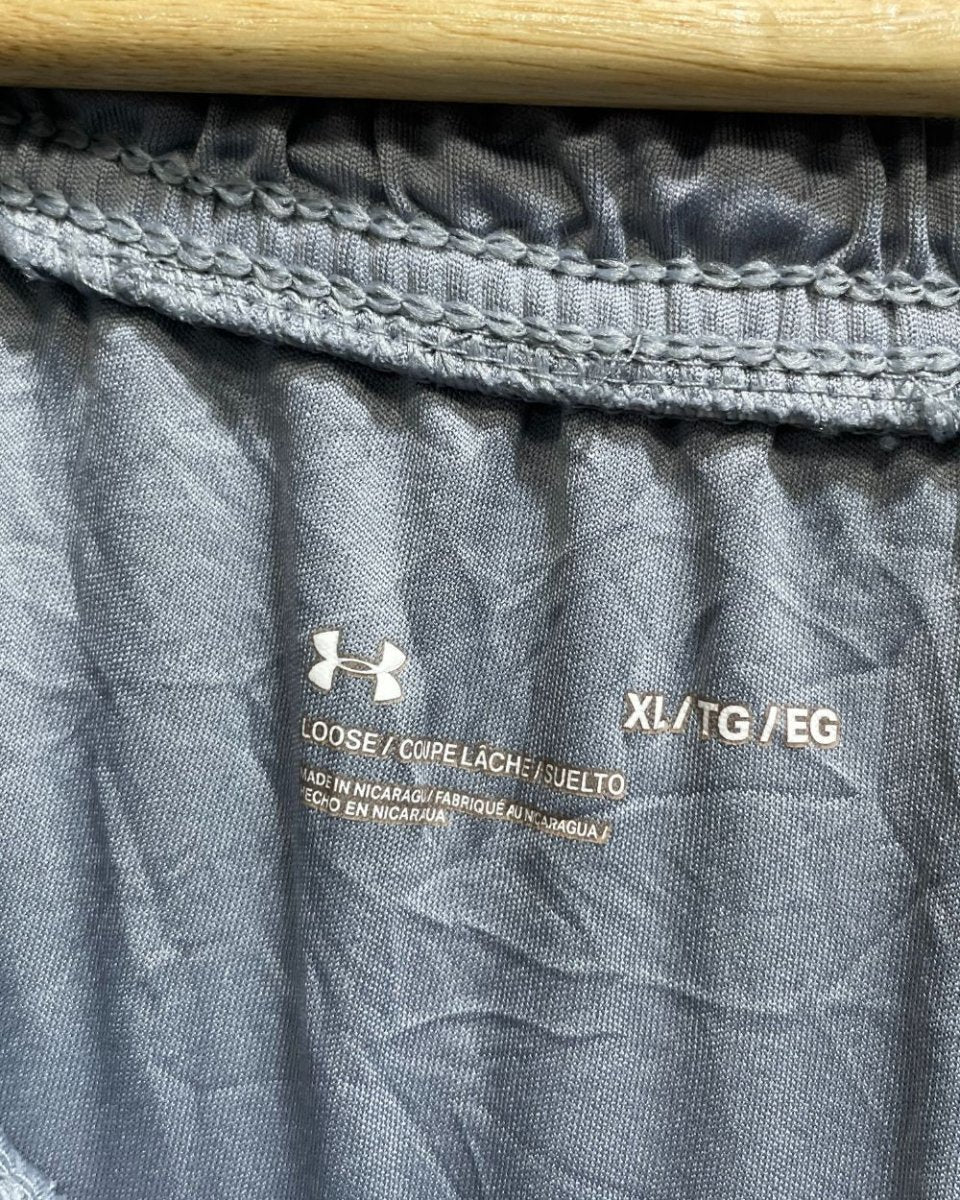 XL/TG/EG
LOOSE / COUPE LÂCHE / SUELTO
MADE IN NICARAGUA / FABRIQUÉ AU NICARAGUA /
HECHO EN NICARAGUA